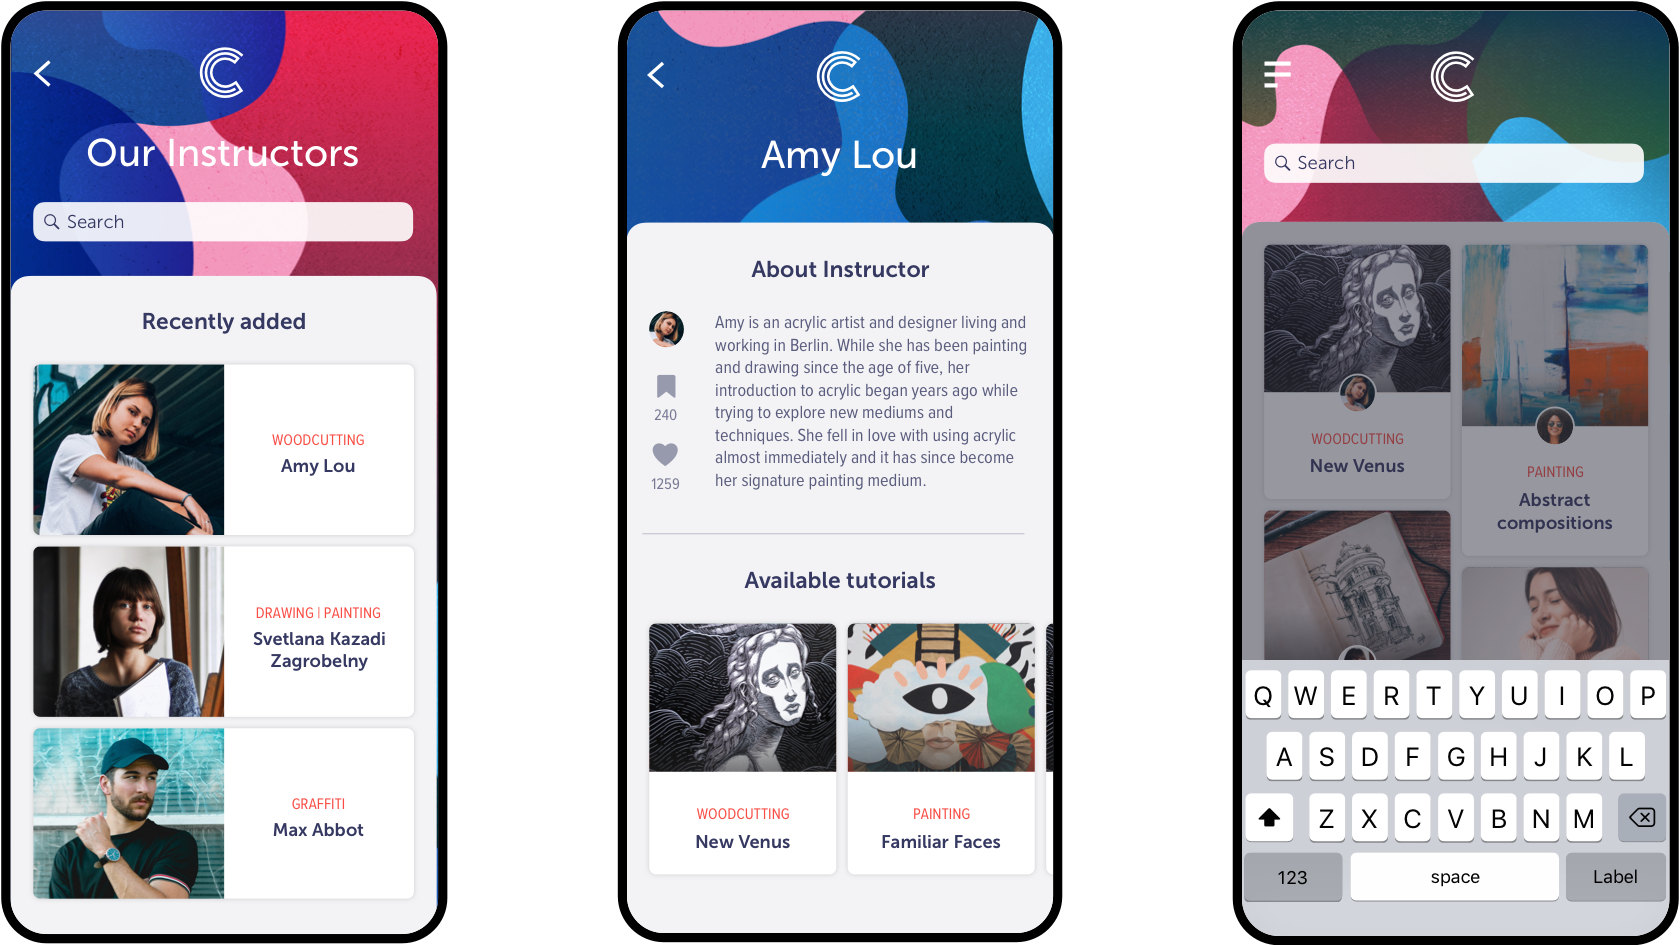 Our Instructors
Search
Recently added
WOODCUTTING
Amy Lou
DRAWING | PAINTING
Svetlana Kazadi
Zagrobelny
GRAFFITI
Max Abbot
Amy Lou
About Instructor
Amy is an acrylic artist and designer living and
working in Berlin. While she has been painting
and drawing since the age of five, her
introduction to acrylic began years ago while
trying to explore new mediums and
techniques. She fell in love with using acrylic
almost immediately and it has since become
her signature painting medium.
240
1259
Available tutorials
WOODCUTTING
New Venus
PAINTING
Familiar Faces
Search
WOODCUTTING
New Venus
PAINTING
Abstract
compositions
Q W E R T Y U I O P
A S D F G H J K L
Z X C V B N M
123 space Label